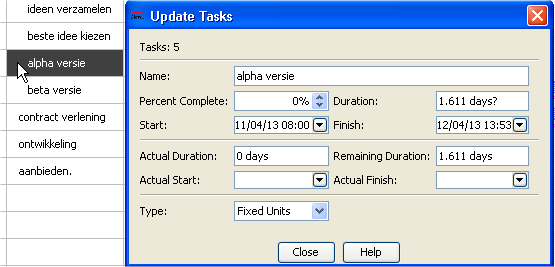 ideen verzamelen
beste idee kiezen
alpha versie
beta versie
contract verlening
ontwikkeling
aanbieden.
Update Tasks
Tasks: 5
Name: alpha versie
Percent Complete: 0% Duration: 1.611 days?
Start: 11/04/13 08:00 Finish: 12/04/13 13:53
Actual Duration: 0 days Remaining Duration: 1.611 days
Actual Start: Actual Finish:
Type: Fixed Units
Close Help